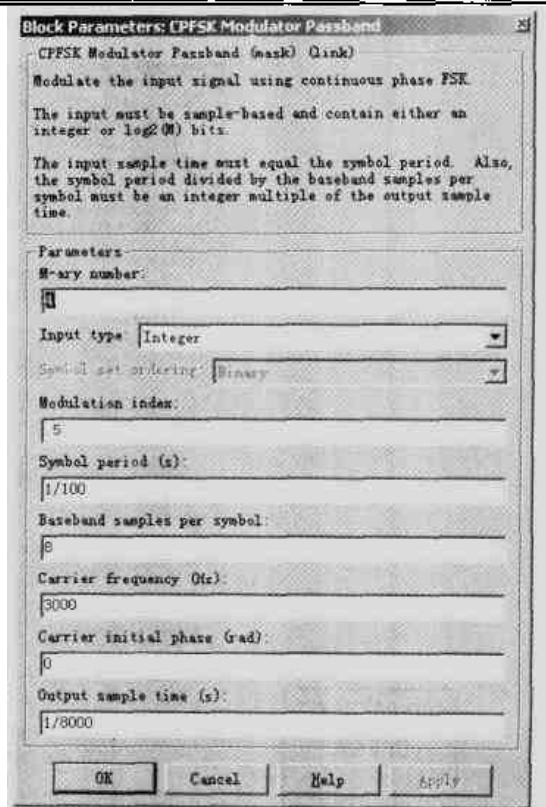 Block Parameters: CPFSK Modulator Passband
CPFSK Modulator Passband (mask) (link)
Modulate the input signal using continuous phase FSK.
The input must be sample-based and contain either an
integer or log2(M) bits.
The input sample time must equal the symbol period. Also,
the symbol period divided by the baseband samples per
symbol must be an integer multiple of the output sample
time.
Parameters
M-ary number:
Input type: Integer
Symbol set ordering: Binary
Modulation index:
5
Symbol period (s):
1/100
Baseband samples per symbol:
8
Carrier frequency (Hz):
3000
Carrier initial phase (rad):
0
Output sample time (s):
1/8000
OK Cancel Help Apply